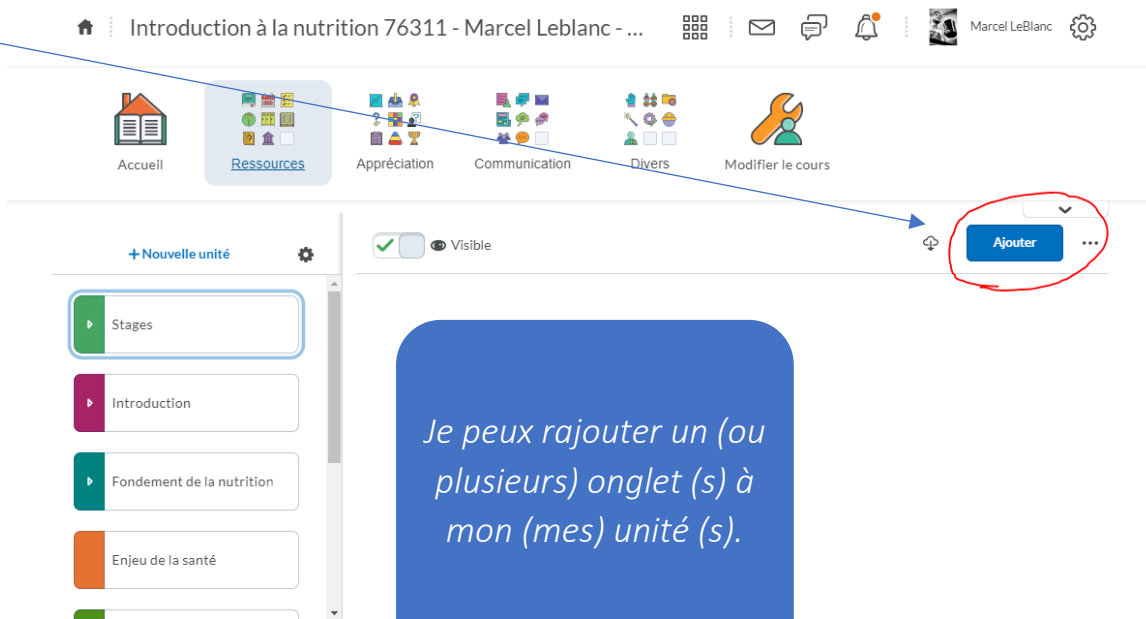 Introduction à la nutrition 76311 - Marcel Leblanc - ...
Marcel LeBlanc
Accueil
Ressources
Appréciation
Communication
Divers
Modifier le cours
+ Nouvelle unité
Visible
Ajouter
Stages
Introduction
Fondement de la nutrition
Enjeu de la santé
Je peux rajouter un (ou
plusieurs) onglet (s) à
mon (mes) unité (s).